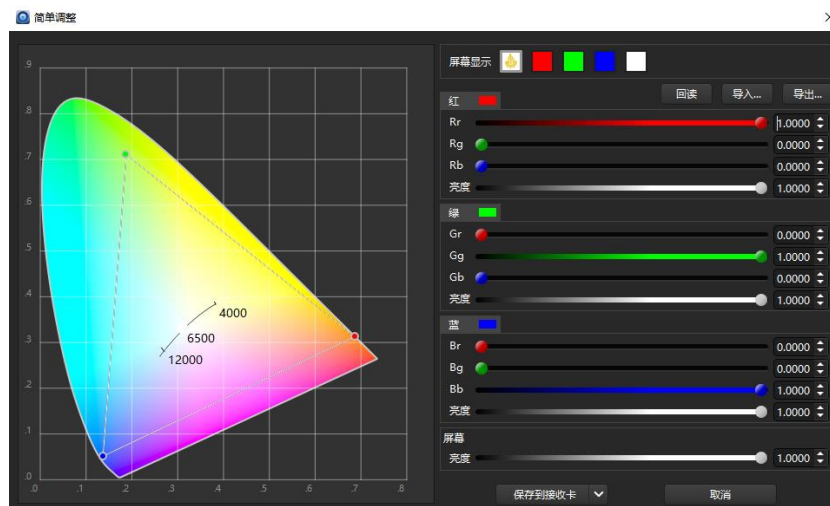 简单调整
屏幕显示
回读 导入... 导出...
红
Rr 1.0000
Rg 0.0000
Rb 0.0000
亮度 1.0000
绿
Gr 0.0000
Gg 1.0000
Gb 0.0000
亮度 1.0000
蓝
Br 0.0000
Bg 0.0000
Bb 1.0000
亮度 1.0000
屏幕
亮度 1.0000
保存到接收卡 取消
.9
.8
.7
.6
.5
.4
.3
.2
.1
.0
4000
6500
12000
.0 .1 .2 .3 .4 .5 .6 .7 .8